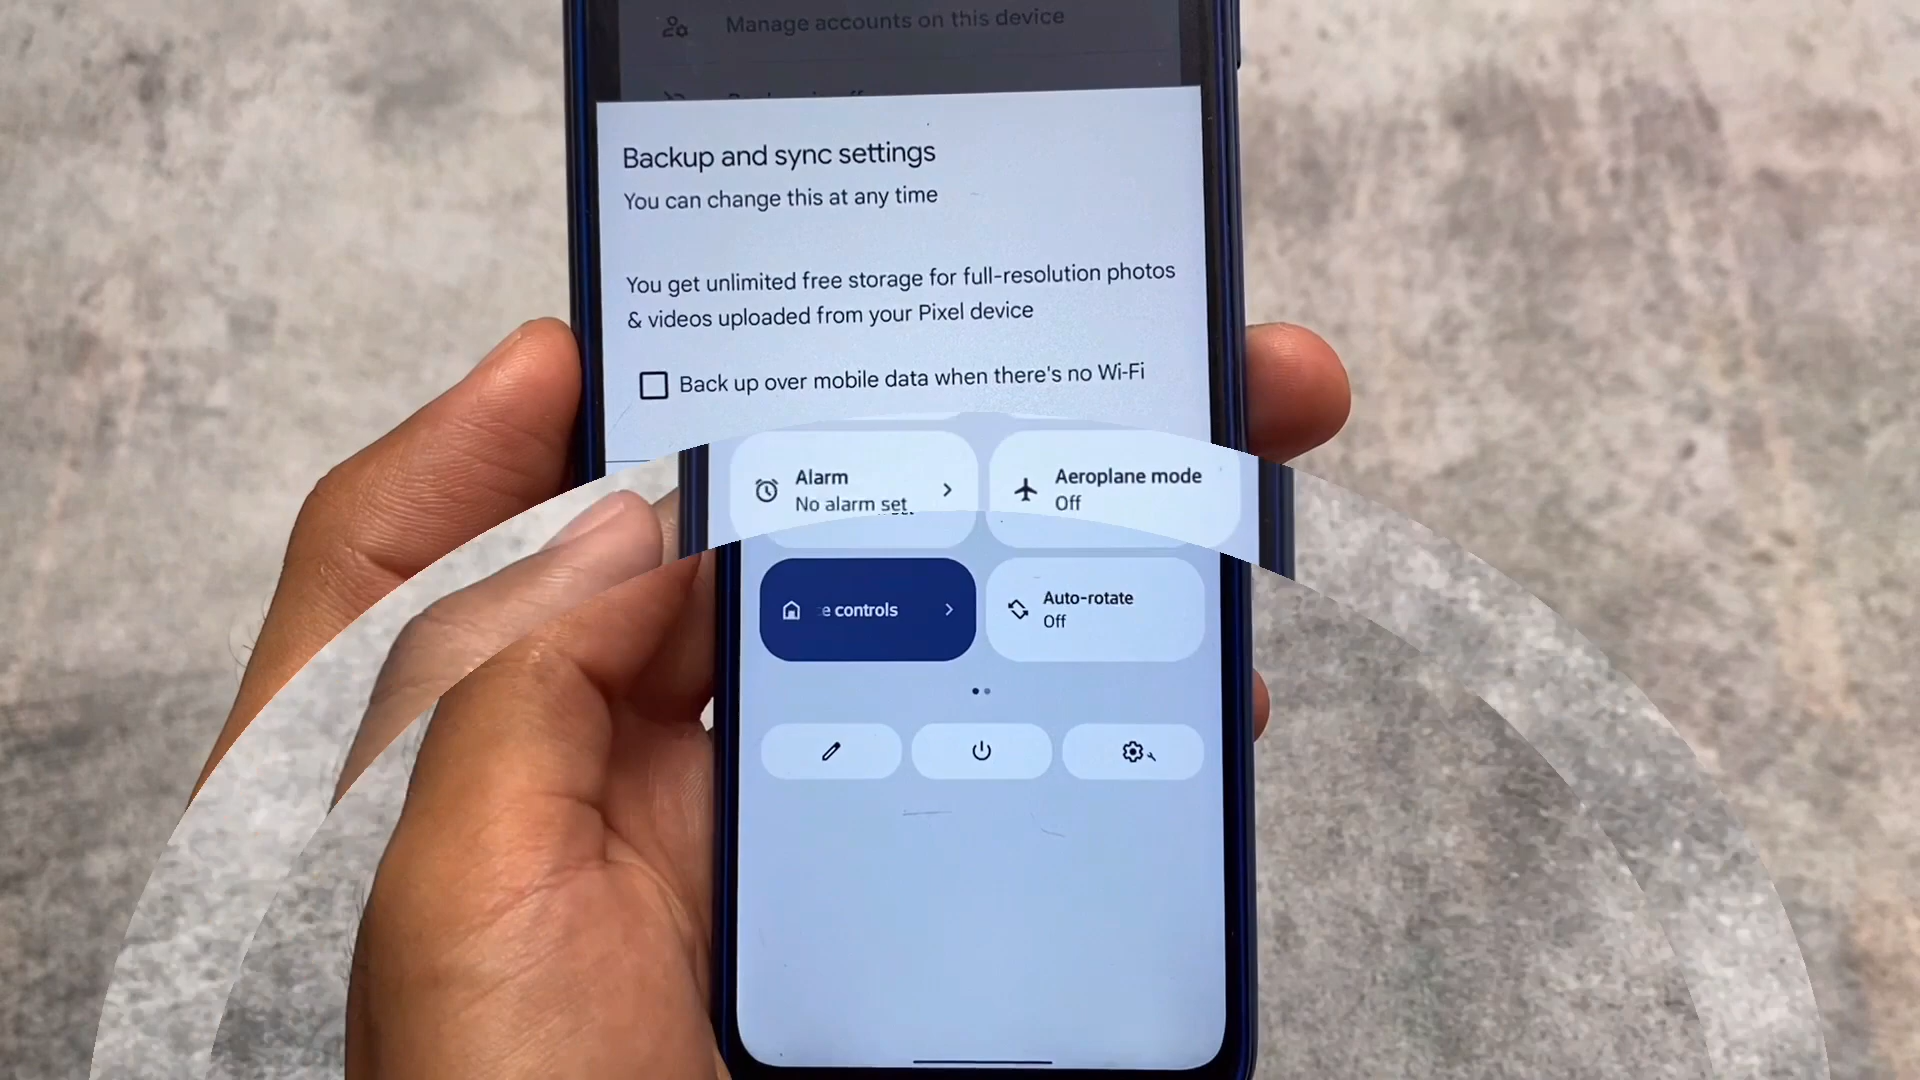 Manage accounts on this device
Backup and sync settings
You can change this at any time
You get unlimited free storage for full-resolution photos
& videos uploaded from your Pixel device
Back up over mobile data when there's no Wi-Fi
Alarm
No alarm set
Aeroplane mode
Off
e controls
Auto-rotate
Off